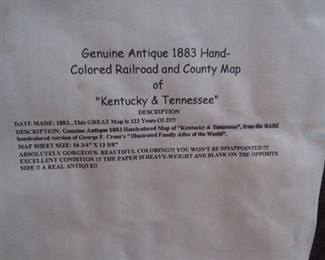 Genuine Antique 1883 Hand-
Colored Railroad and County Map
of
"Kentucky & Tennessee"
DESCRIPTION
DATE MADE: 1883...This GREAT Map is 123 Years OLD!!!
DESCRIPTION: Genuine Antique 1883 Handcolored Map of "Kentucky & Tennessee", from the RARE
handcolored version of George F. Cram's "Illustrated Family Atlas of the World".
MAP SHEET SIZE: 10 3/4" X 13 5/8"
ABSOLUTELY GORGEOUS- BEAUTIFUL COLORING!!! YOU WON'T BE DISAPPOINTED !!!
EXCELLENT CONDITION !!! THE PAPER IS HEAVY-WEIGHT AND BLANK ON THE OPPOSITE
SIDE !! A REAL ANTIQUE!!